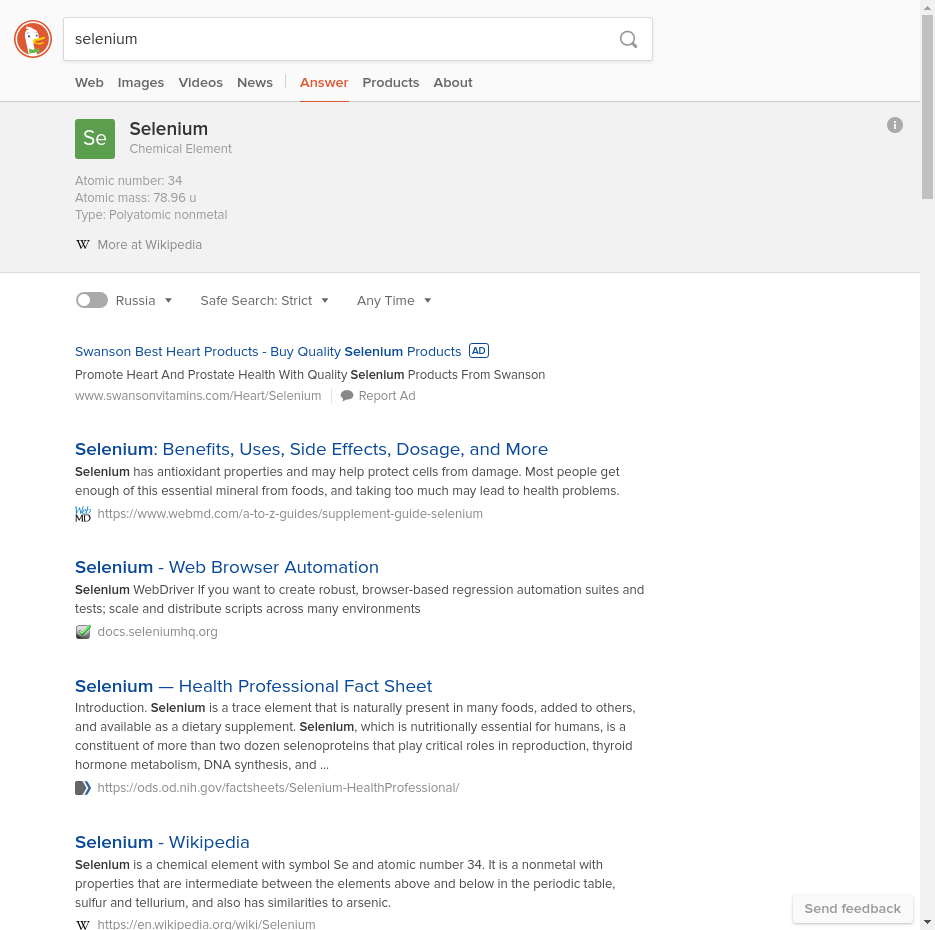 selenium
Web Images Videos News Answer Products About
Se
Selenium
Chemical Element
Atomic number: 34
Atomic mass: 78.96 u
Type: Polyatomic nonmetal
W More at Wikipedia
Russia Safe Search: Strict Any Time
Swanson Best Heart Products - Buy Quality Selenium Products AD
Promote Heart And Prostate Health With Quality Selenium Products From Swanson
www.swansonvitamins.com/Heart/Selenium Report Ad
Selenium: Benefits, Uses, Side Effects, Dosage, and More
Selenium has antioxidant properties and may help protect cells from damage. Most people get
enough of this essential mineral from foods, and taking too much may lead to health problems.
Web MD https://www.webmd.com/a-to-z-guides/supplement-guide-selenium
Selenium - Web Browser Automation
Selenium WebDriver If you want to create robust, browser-based regression automation suites and
tests; scale and distribute scripts across many environments
docs.seleniumhq.org
Selenium — Health Professional Fact Sheet
Introduction. Selenium is a trace element that is naturally present in many foods, added to others,
and available as a dietary supplement. Selenium, which is nutritionally essential for humans, is a
constituent of more than two dozen selenoproteins that play critical roles in reproduction, thyroid
hormone metabolism, DNA synthesis, and ...
https://ods.od.nih.gov/factsheets/Selenium-HealthProfessional/
Selenium - Wikipedia
Selenium is a chemical element with symbol Se and atomic number 34. It is a nonmetal with
properties that are intermediate between the elements above and below in the periodic table,
sulfur and tellurium, and also has similarities to arsenic.
W https://en.wikipedia.org/wiki/Selenium
Send feedback